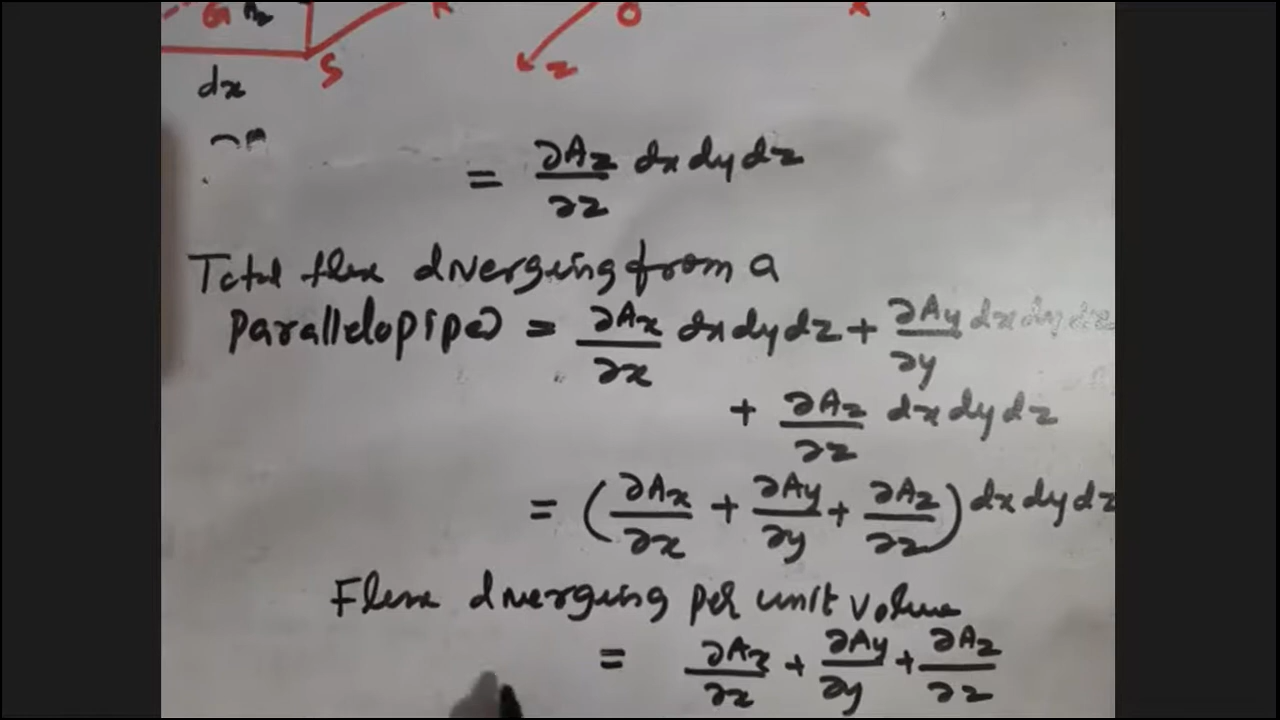 S
z
O
dx
= ∂Az/∂z dx dy dz
Total flux diverging from a
parallelopiped = ∂Ax/∂x dx dy dz + ∂Ay/∂y dx dy dz
+ ∂Az/∂z dx dy dz
= (∂Ax/∂x + ∂Ay/∂y + ∂Az/∂z) dx dy dz
Flux diverging per unit volume
= ∂Ax/∂x + ∂Ay/∂y + ∂Az/∂z